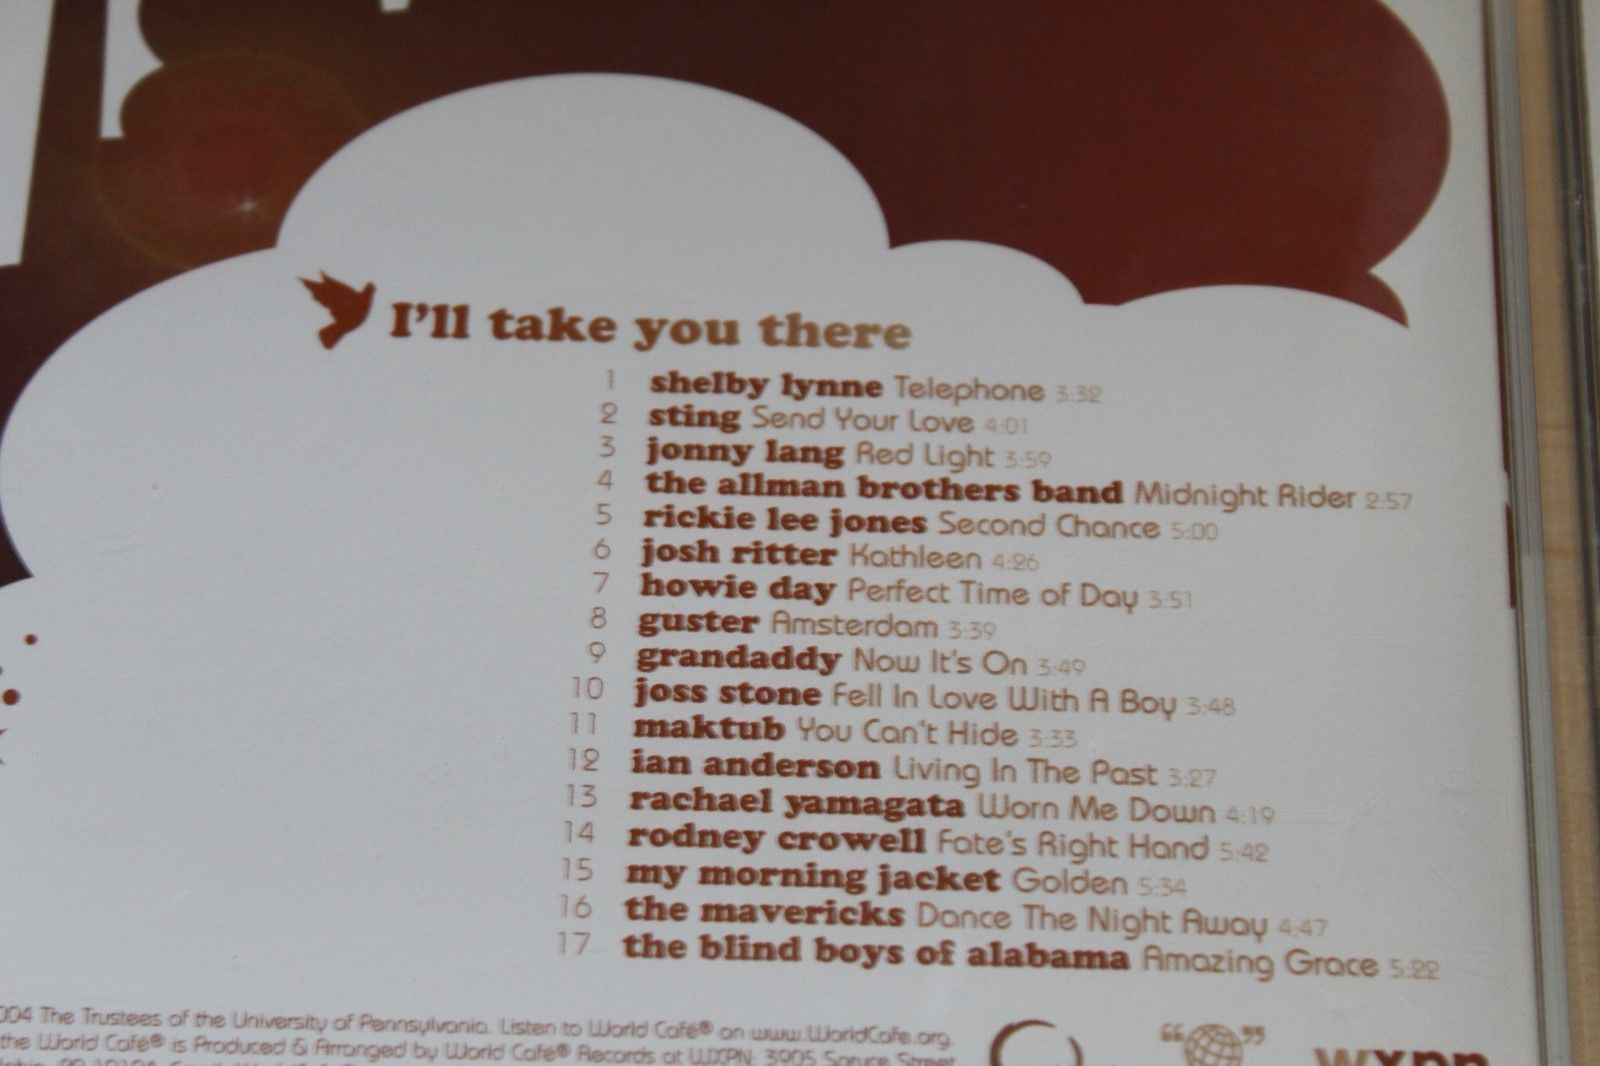 I'll take you there
1 shelby lynne Telephone 3:32
2 sting Send Your Love 4:01
3 jonny lang Red Light 3:59
4 the allman brothers band Midnight Rider 2:57
5 rickie lee jones Second Chance 5:00
6 josh ritter Kathleen 4:26
7 howie day Perfect Time of Day 3:51
8 guster Amsterdam 3:39
9 grandaddy Now It's On 3:49
10 joss stone Fell In Love With A Boy 3:48
11 maktub You Can't Hide 3:33
12 ian anderson Living In The Past 3:27
13 rachael yamagata Worn Me Down 4:19
14 rodney crowell Fate's Right Hand 5:42
15 my morning jacket Golden 5:34
16 the mavericks Dance The Night Away 4:47
17 the blind boys of alabama Amazing Grace 5:22
004 The Trustees of the University of Pennsylvania. Listen to World Café® on www.WorldCafe.org.
the World Café® is Produced & Arranged by World Café® Records at WXPN: 3905 Spruce Street
wxpn